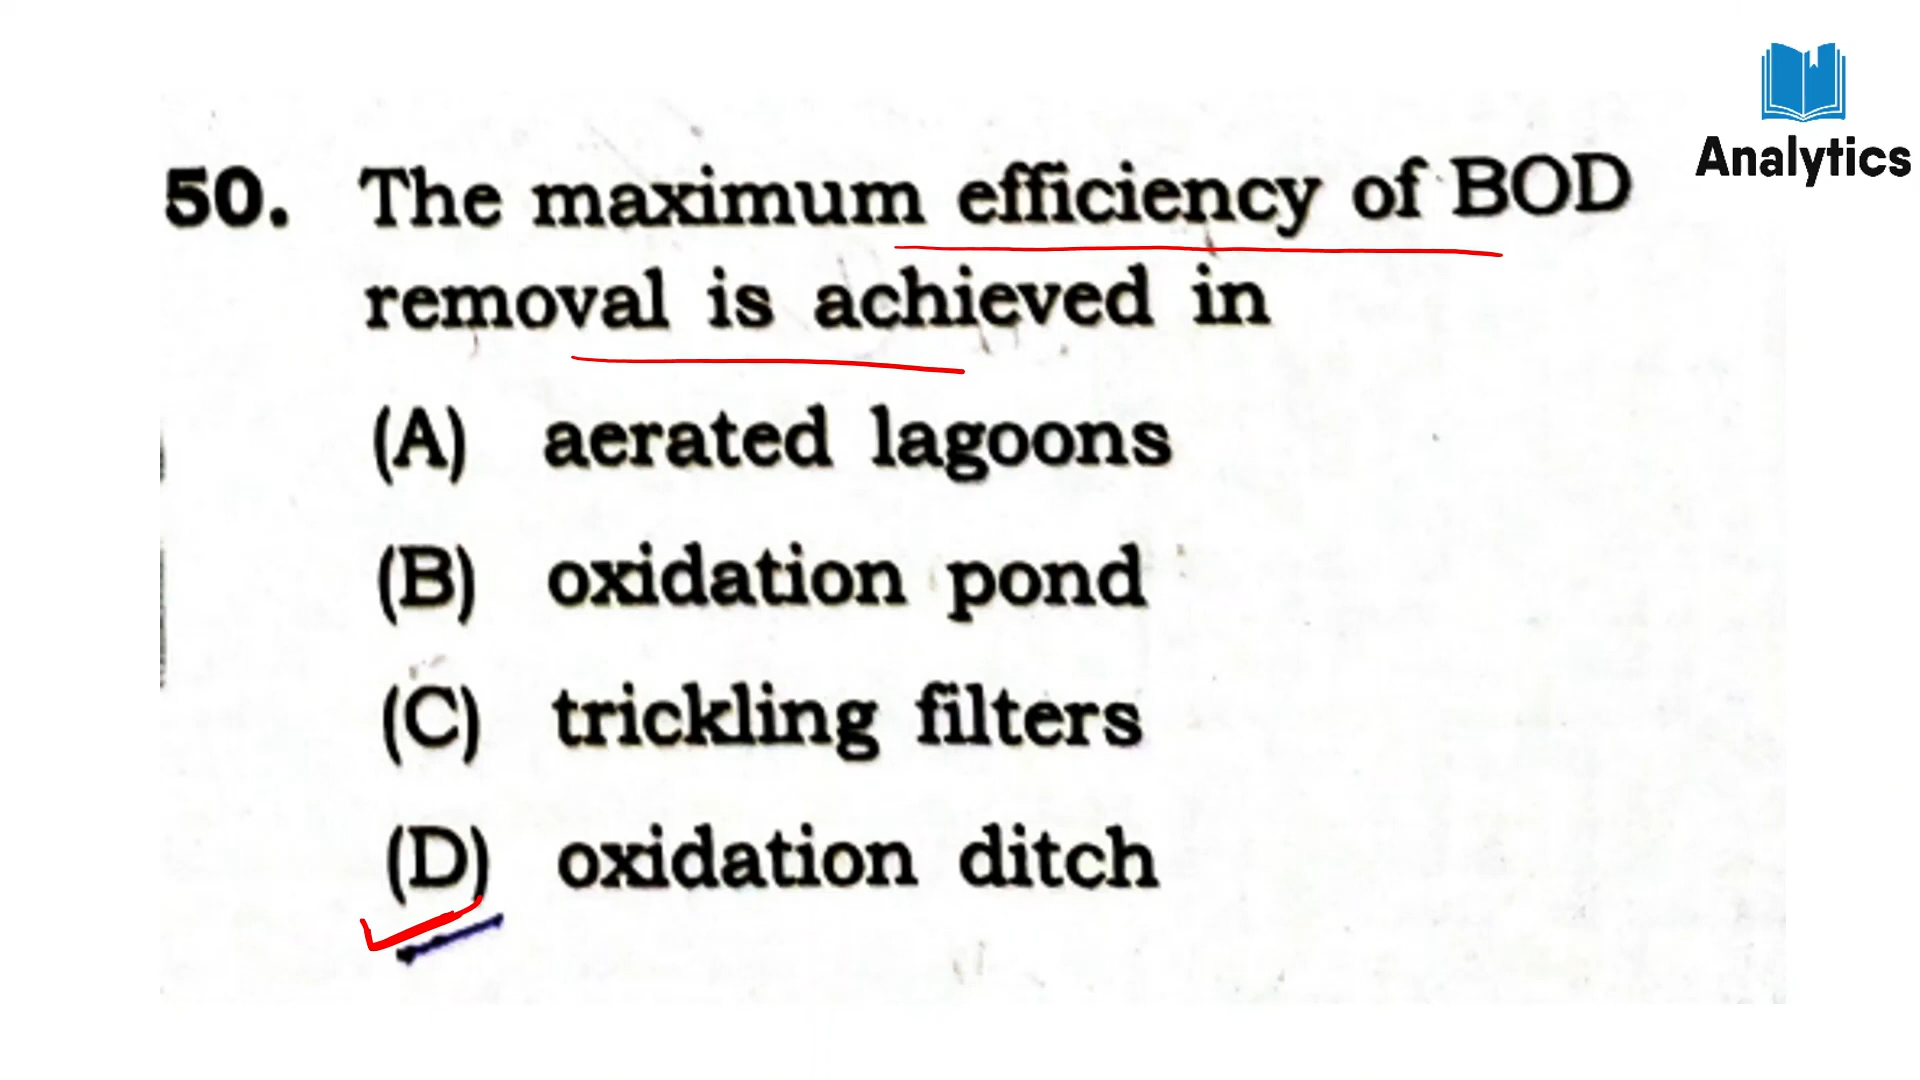 Analytics
50. The maximum efficiency of BOD
removal is achieved in
(A) aerated lagoons
(B) oxidation pond
(C) trickling filters
(D) oxidation ditch